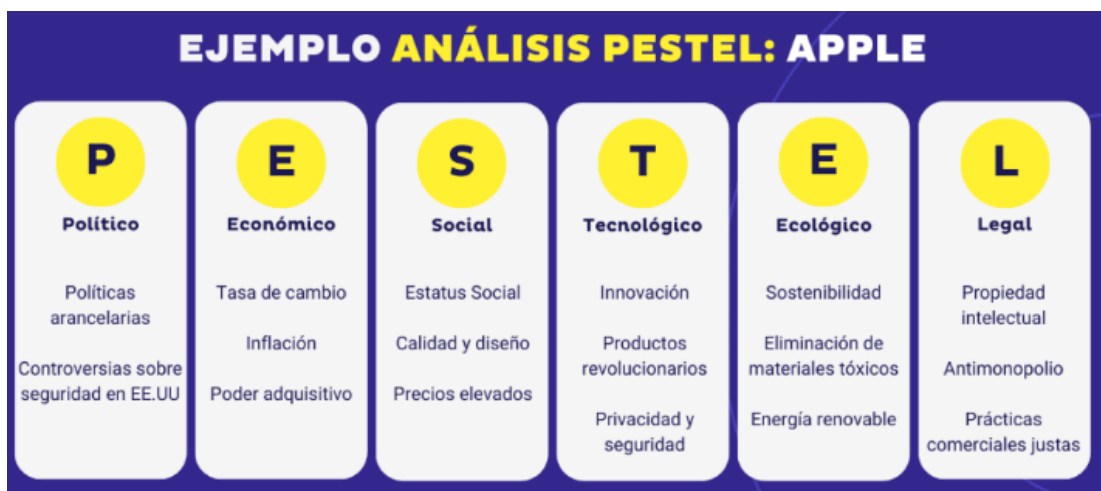 EJEMPLO ANÁLISIS PESTEL: APPLE
P
Político
Políticas
arancelarias
Controversias sobre
seguridad en EE.UU
E
Económico
Tasa de cambio
Inflación
Poder adquisitivo
S
Social
Estatus Social
Calidad y diseño
Precios elevados
T
Tecnológico
Innovación
Productos
revolucionarios
Privacidad y
seguridad
E
Ecológico
Sostenibilidad
Eliminación de
materiales tóxicos
Energía renovable
L
Legal
Propiedad
intelectual
Antimonopolio
Prácticas
comerciales justas